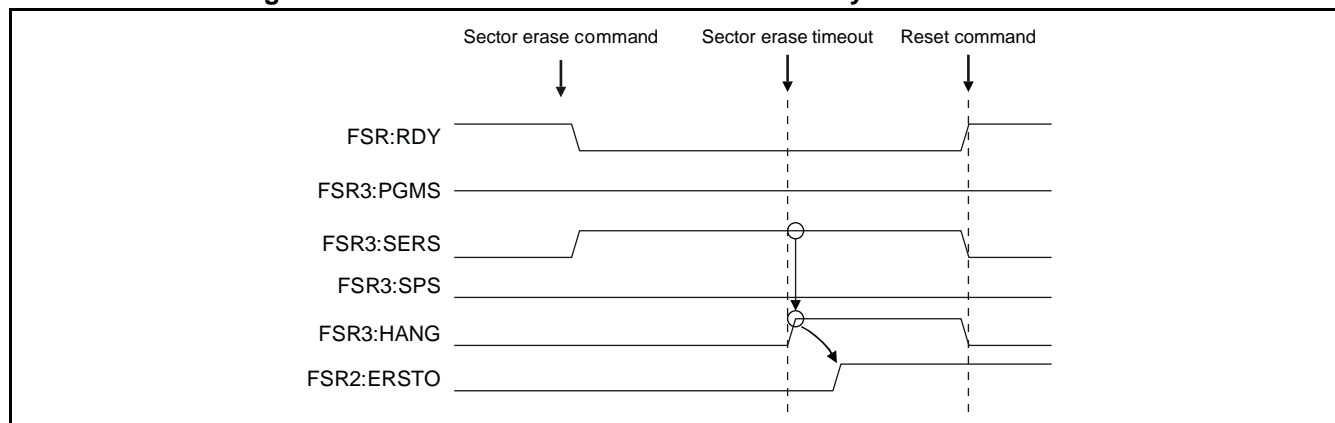 Sector erase command Sector erase timeout Reset command
FSR:RDY
FSR3:PGMS
FSR3:SERS
FSR3:SPS
FSR3:HANG
FSR2:ERSTO